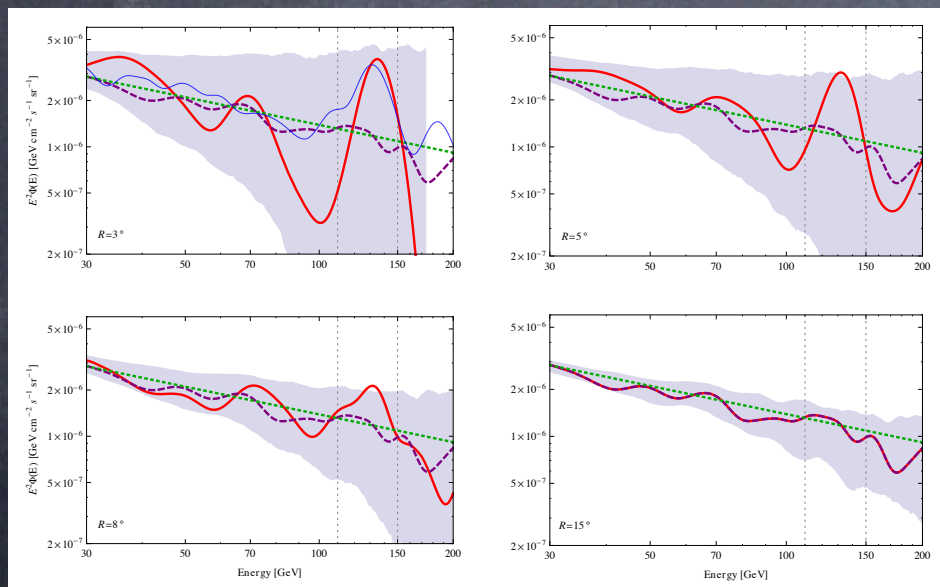 5×10⁻⁶
2×10⁻⁶
1×10⁻⁶
5×10⁻⁷
2×10⁻⁷
E²Φ(E) [GeV cm⁻² s⁻¹ sr⁻¹]
R=3°
30 50 70 100 150 200
5×10⁻⁶
2×10⁻⁶
1×10⁻⁶
5×10⁻⁷
2×10⁻⁷
R=5°
30 50 70 100 150 200
5×10⁻⁶
2×10⁻⁶
1×10⁻⁶
5×10⁻⁷
2×10⁻⁷
E²Φ(E) [GeV cm⁻² s⁻¹ sr⁻¹]
R=8°
30 50 70 100 150 200
Energy [GeV]
5×10⁻⁶
2×10⁻⁶
1×10⁻⁶
5×10⁻⁷
2×10⁻⁷
R=15°
30 50 70 100 150 200
Energy [GeV]